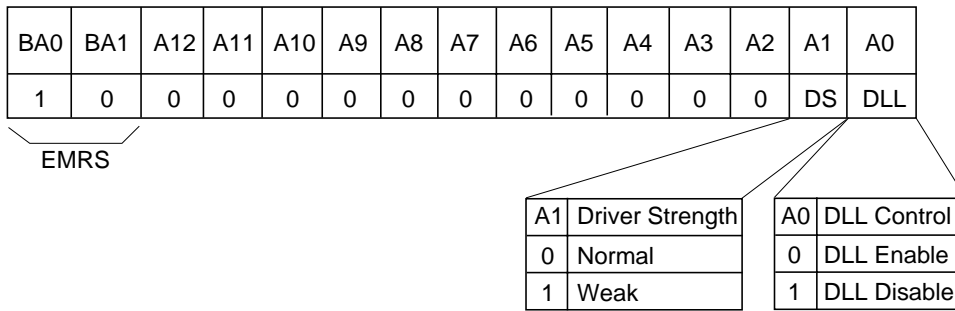 BA0 BA1 A12 A11 A10 A9 A8 A7 A6 A5 A4 A3 A2 A1 A0
1 0 0 0 0 0 0 0 0 0 0 0 0 DS DLL
EMRS
A1 Driver Strength
0 Normal
1 Weak
A0 DLL Control
0 DLL Enable
1 DLL Disable